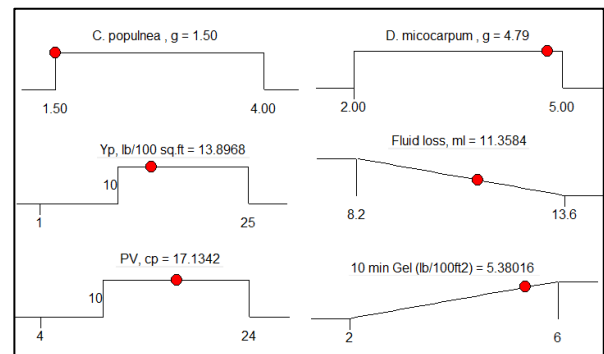 C. populnea , g = 1.50
1.50 4.00
D. micocarpum , g = 4.79
2.00 5.00
Yp, lb/100 sq.ft = 13.8968
10
1 25
Fluid loss, ml = 11.3584
8.2 13.6
PV, cp = 17.1342
10
4 24
10 min Gel (lb/100ft2) = 5.38016
2 6